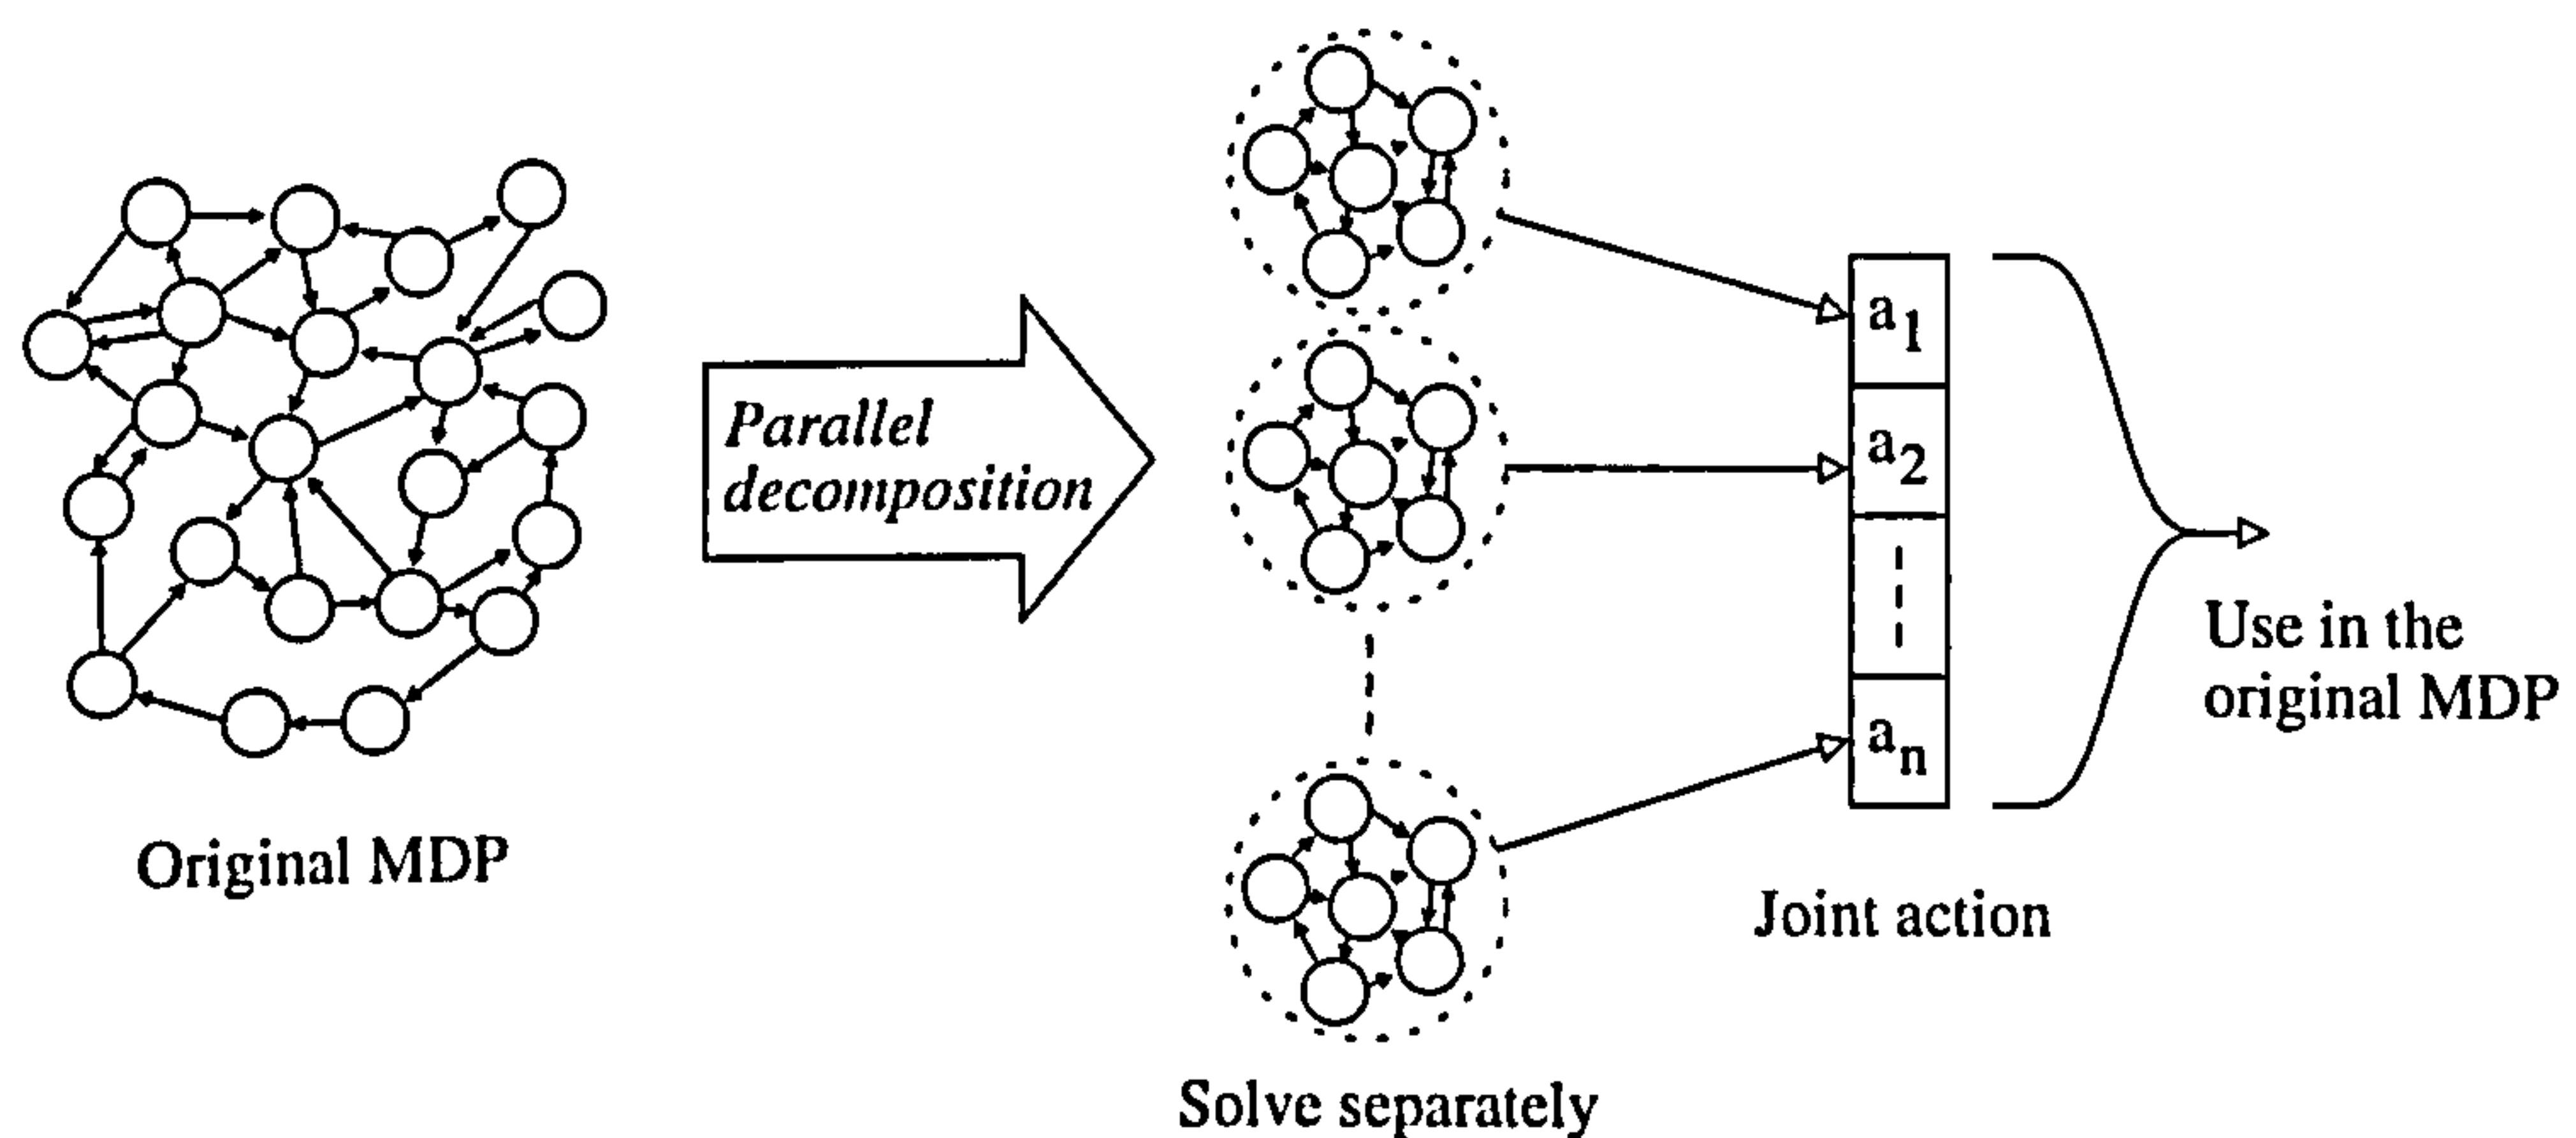 Parallel
decomposition
a1
a2
an
Use in the
original MDP
Original MDP
Joint action
Solve separately